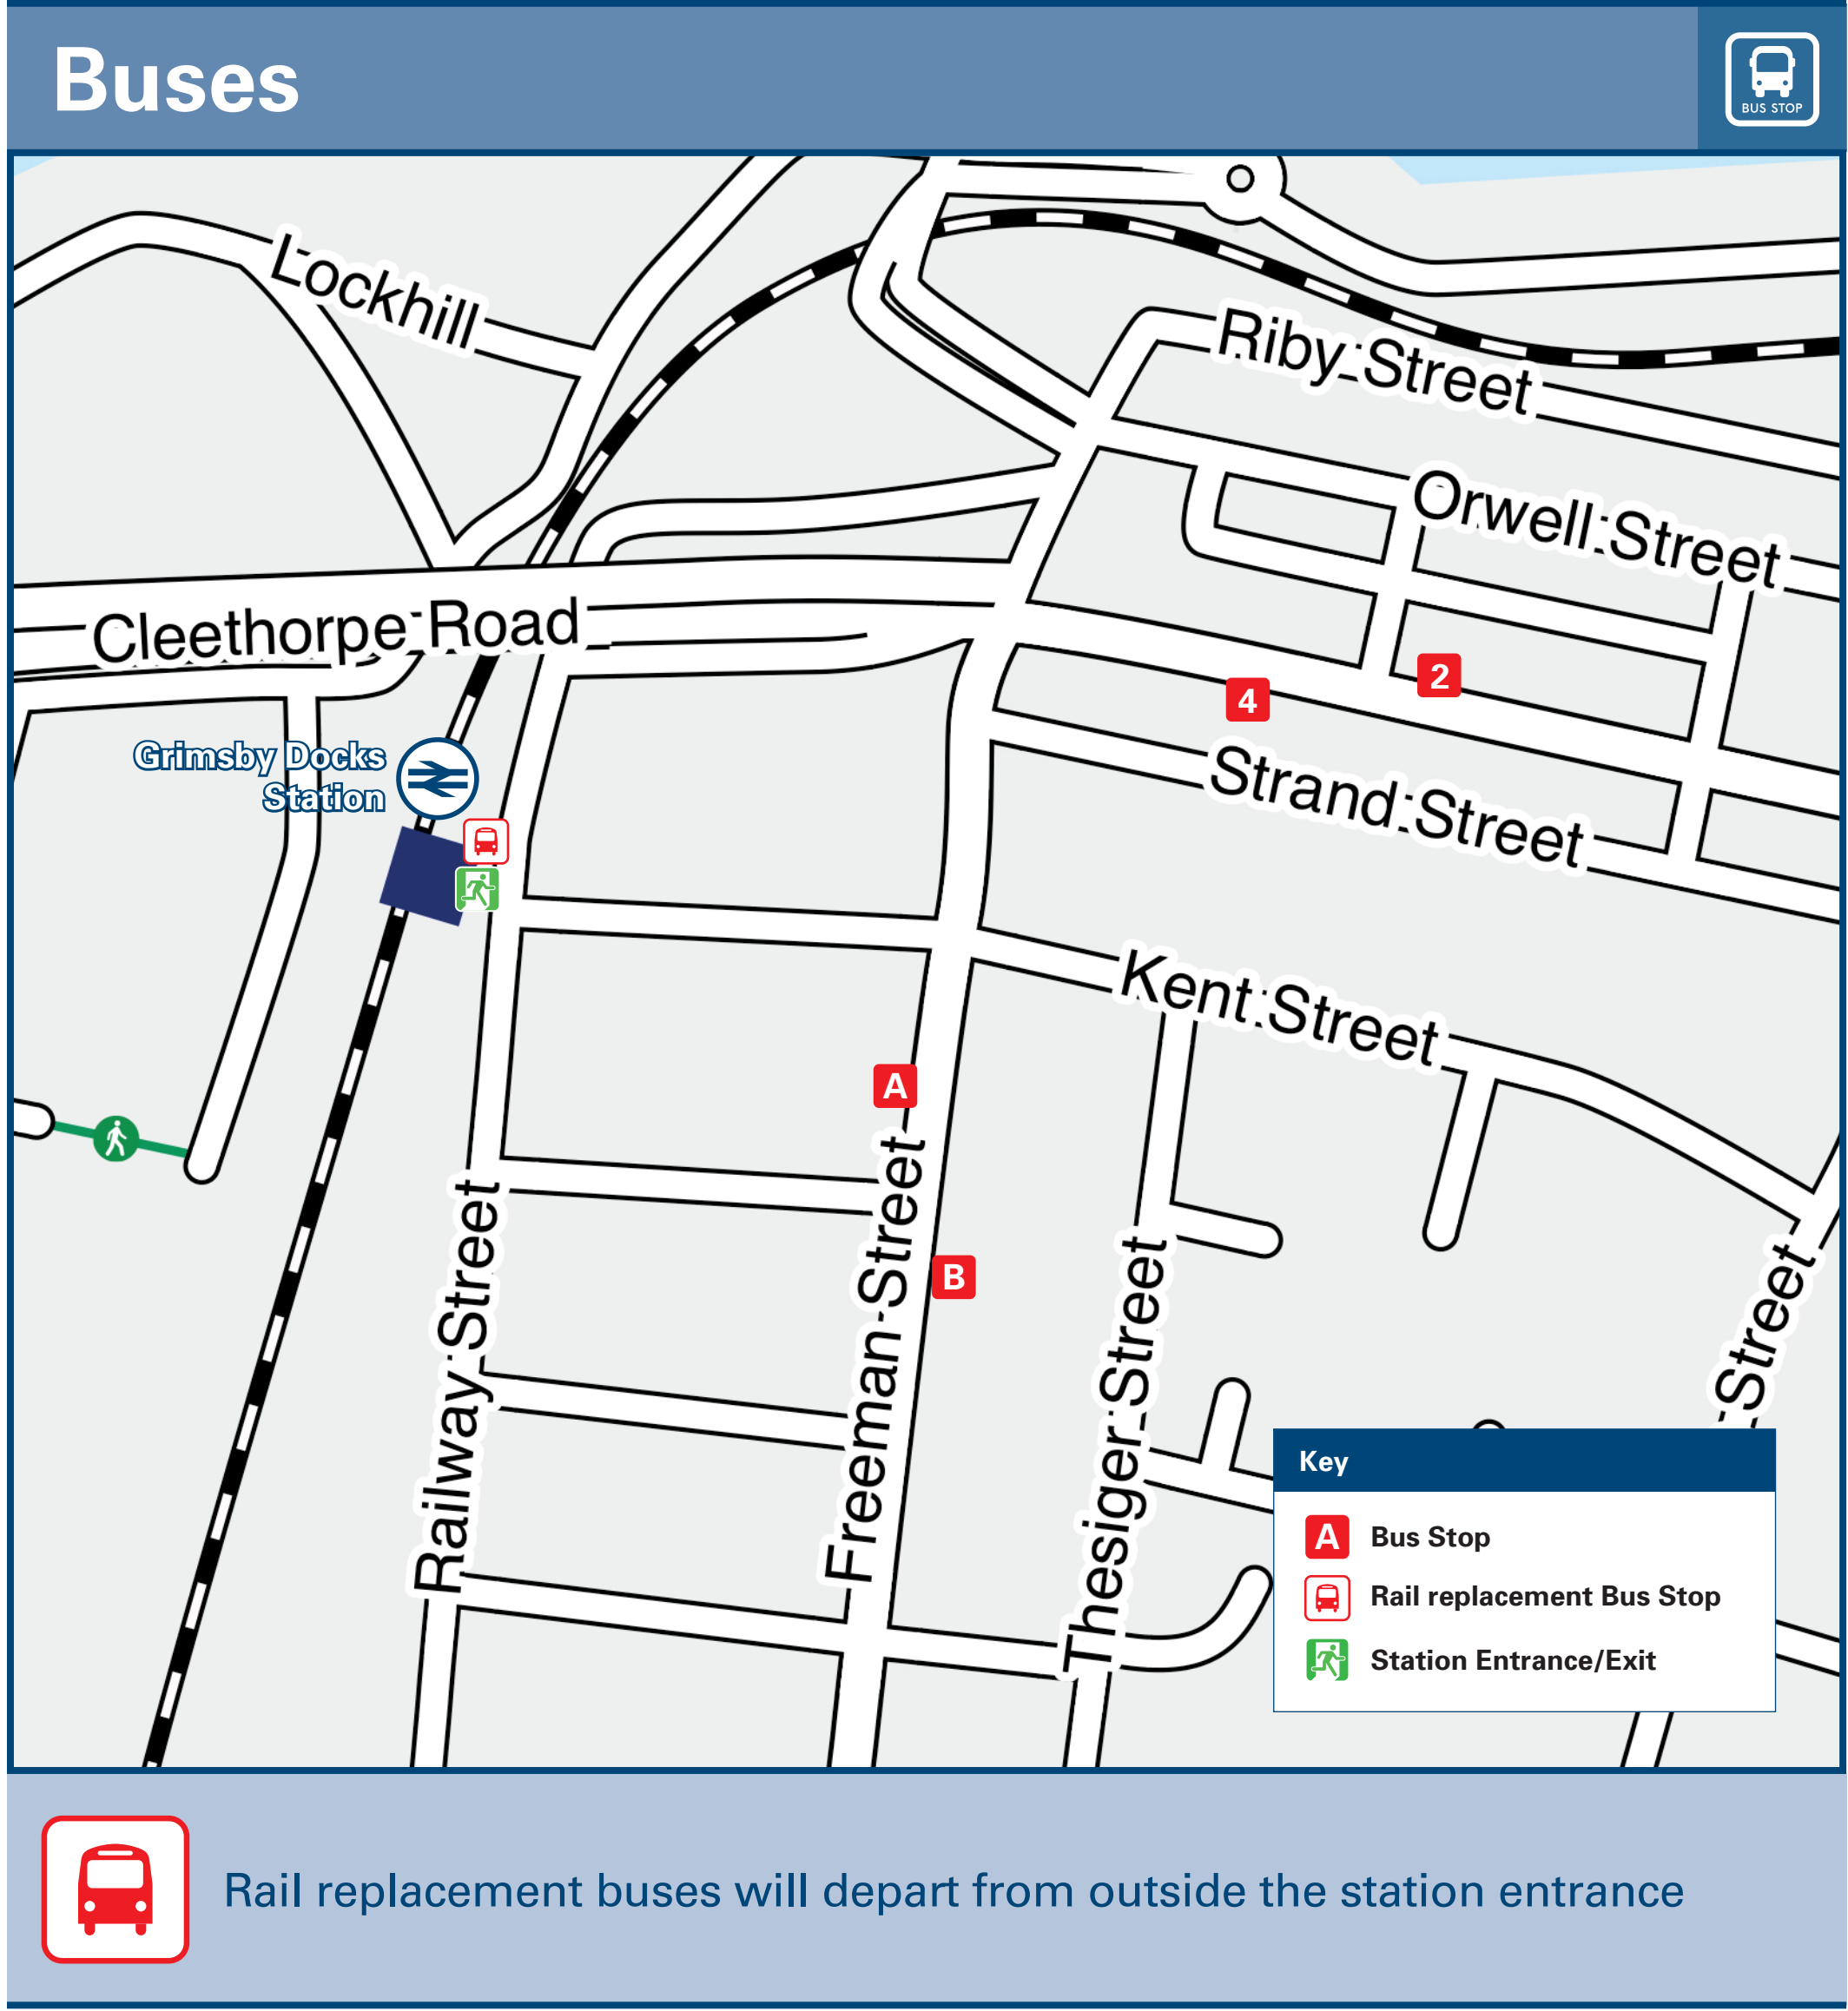 Buses
BUS STOP
Lockhill
Riby Street
Orwell Street
Cleethorpe Road
2
4
Grimsby Docks
Station
Strand Street
Kent Street
A
B
Railway Street
Freeman Street
Thesiger Street
Street
Key
A Bus Stop
Rail replacement Bus Stop
Station Entrance/Exit
Rail replacement buses will depart from outside the station entrance